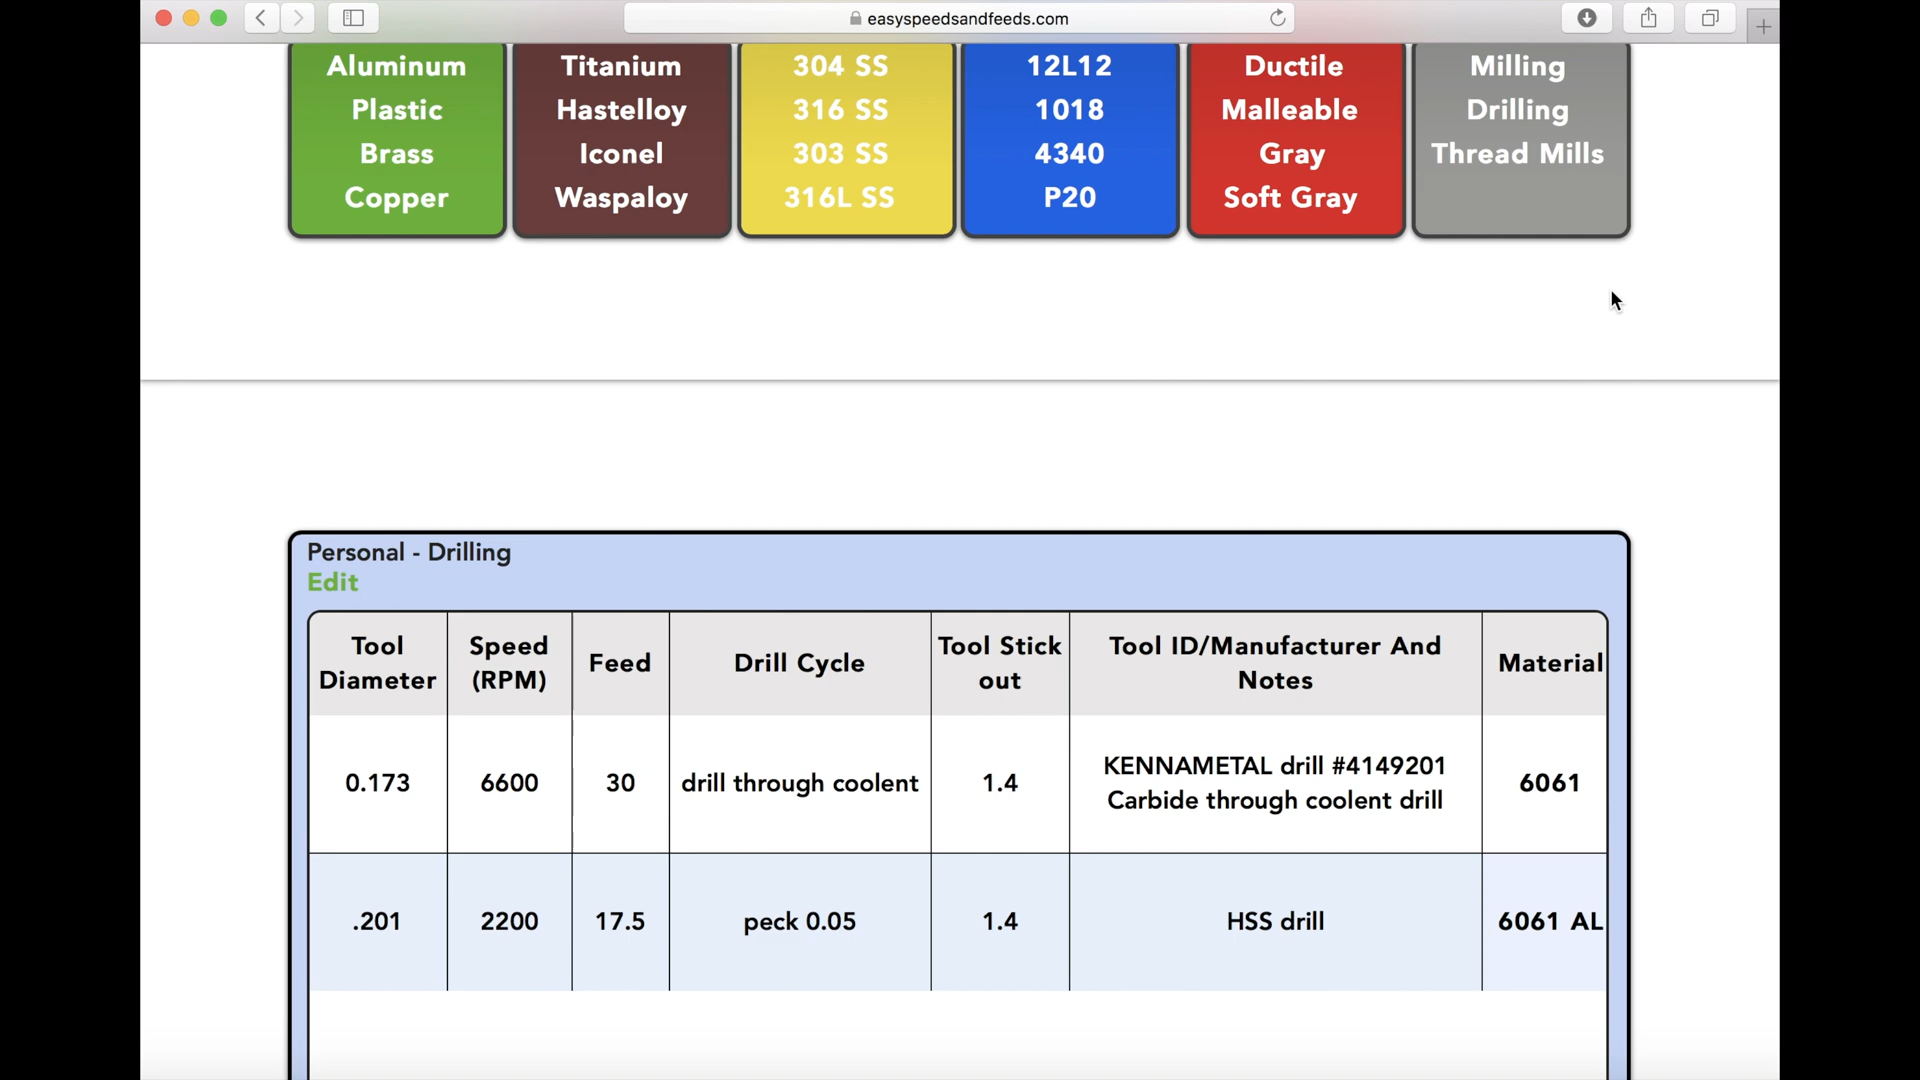 easyspeedsandfeeds.com
Aluminum Titanium 304 SS 12L12 Ductile Milling
Plastic Hastelloy 316 SS 1018 Malleable Drilling
Brass Iconel 303 SS 4340 Gray Thread Mills
Copper Waspaloy 316L SS P20 Soft Gray
Personal - Drilling
Edit
Tool Diameter Speed (RPM) Feed Drill Cycle Tool Stick out Tool ID/Manufacturer And Notes Material
0.173 6600 30 drill through coolent 1.4 KENNAMETAL drill #4149201 Carbide through coolent drill 6061
.201 2200 17.5 peck 0.05 1.4 HSS drill 6061 AL